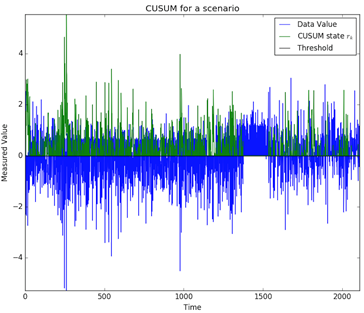 CUSUM for a scenario
Data Value
CUSUM state r_k
Threshold
Measured Value
4
2
0
−2
−4
0
500
1000
1500
2000
Time